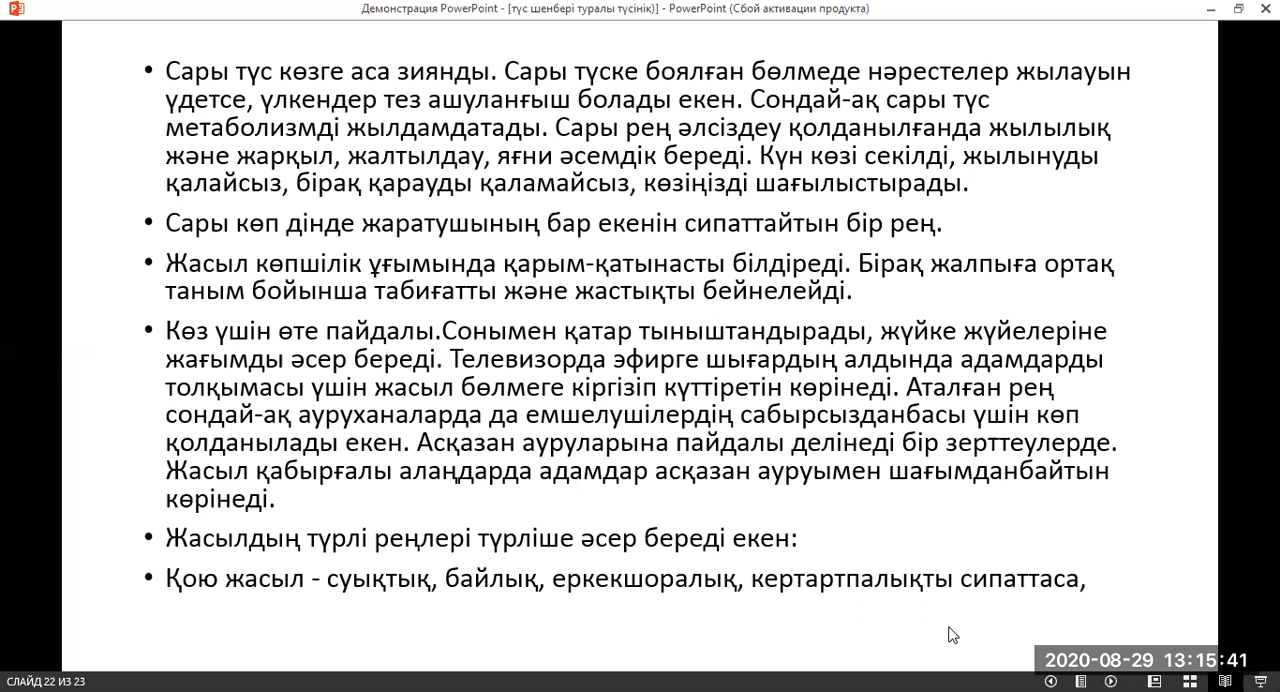 Демонстрация PowerPoint - [түс шенбері туралы түсінік)] - PowerPoint (Сбой активации продукта)
• Сары түс көзге аса зиянды. Сары түске боялған бөлмеде нәрестелер жылауын
үдетсе, үлкендер тез ашуланғыш болады екен. Сондай-ақ сары түс
метаболизмді жылдамдатады. Сары рең әлсіздеу қолданылғанда жылылық
және жарқыл, жалтылдау, яғни әсемдік береді. Күн көзі секілді, жылынуды
қалайсыз, бірақ қарауды қаламайсыз, көзіңізді шағылыстырады.
• Сары көп дінде жаратушының бар екенін сипаттайтын бір рең.
• Жасыл көпшілік ұғымында қарым-қатынасты білдіреді. Бірақ жалпыға ортақ
таным бойынша табиғатты және жастықты бейнелейді.
• Көз үшін өте пайдалы.Сонымен қатар тыныштандырады, жүйке жүйелеріне
жағымды әсер береді. Телевизорда эфирге шығардың алдында адамдарды
толқымасы үшін жасыл бөлмеге кіргізіп күттіретін көрінеді. Аталған рең
сондай-ақ ауруханаларда да емшелушілердің сабырсызданбасы үшін көп
қолданылады екен. Асқазан ауруларына пайдалы делінеді бір зерттеулерде.
Жасыл қабырғалы алаңдарда адамдар асқазан ауруымен шағымданбайтын
көрінеді.
• Жасылдың түрлі реңлері түрліше әсер береді екен:
• Қою жасыл - суықтық, байлық, еркекшоралық, кертартпалықты сипаттаса,
2020-08-29 13:15:41
СЛАЙД 22 ИЗ 23